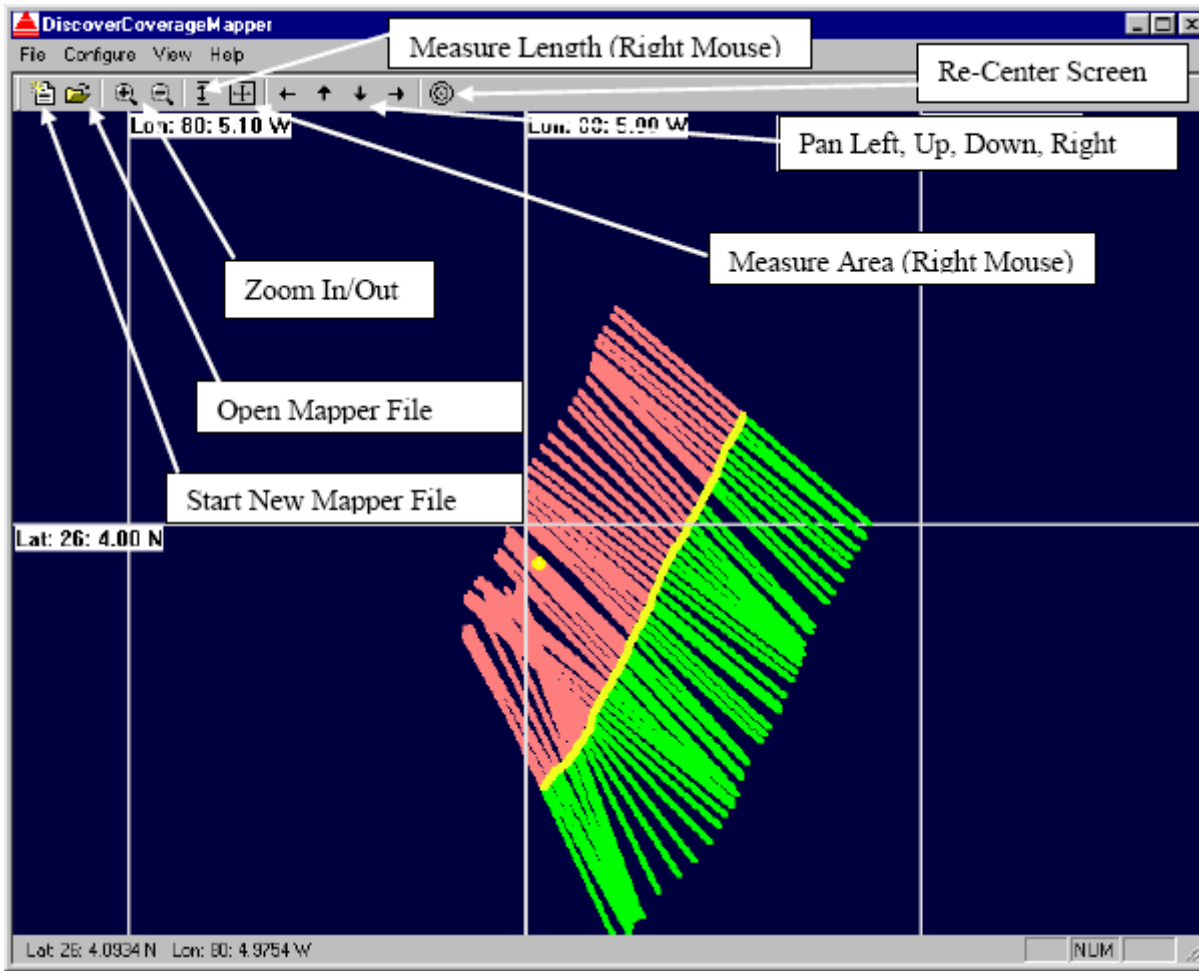 DiscoverCoverageMapper
File Configure View Help
Measure Length (Right Mouse)
Re-Center Screen
Lon: 80: 5.10 W
Lon: 80: 5.00 W
Pan Left, Up, Down, Right
Measure Area (Right Mouse)
Zoom In/Out
Open Mapper File
Start New Mapper File
Lat: 26: 4.00 N
Lat: 26: 4.0934 N Lon: 80: 4.9754 W
NUM